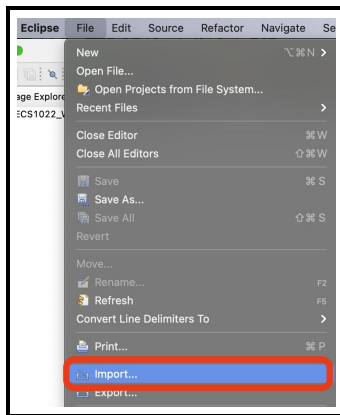 Eclipse File Edit Source Refactor Navigate Se
New ⌥⌘N >
Open File...
age Explore
Open Projects from File System...
ECS1022_W
Recent Files >
Close Editor ⌘W
Close All Editors ⇧⌘W
Save ⌘S
Save As...
Save All ⇧⌘S
Revert
Move...
Rename... F2
Refresh F5
Convert Line Delimiters To >
Print... ⌘P
Import...
Export...